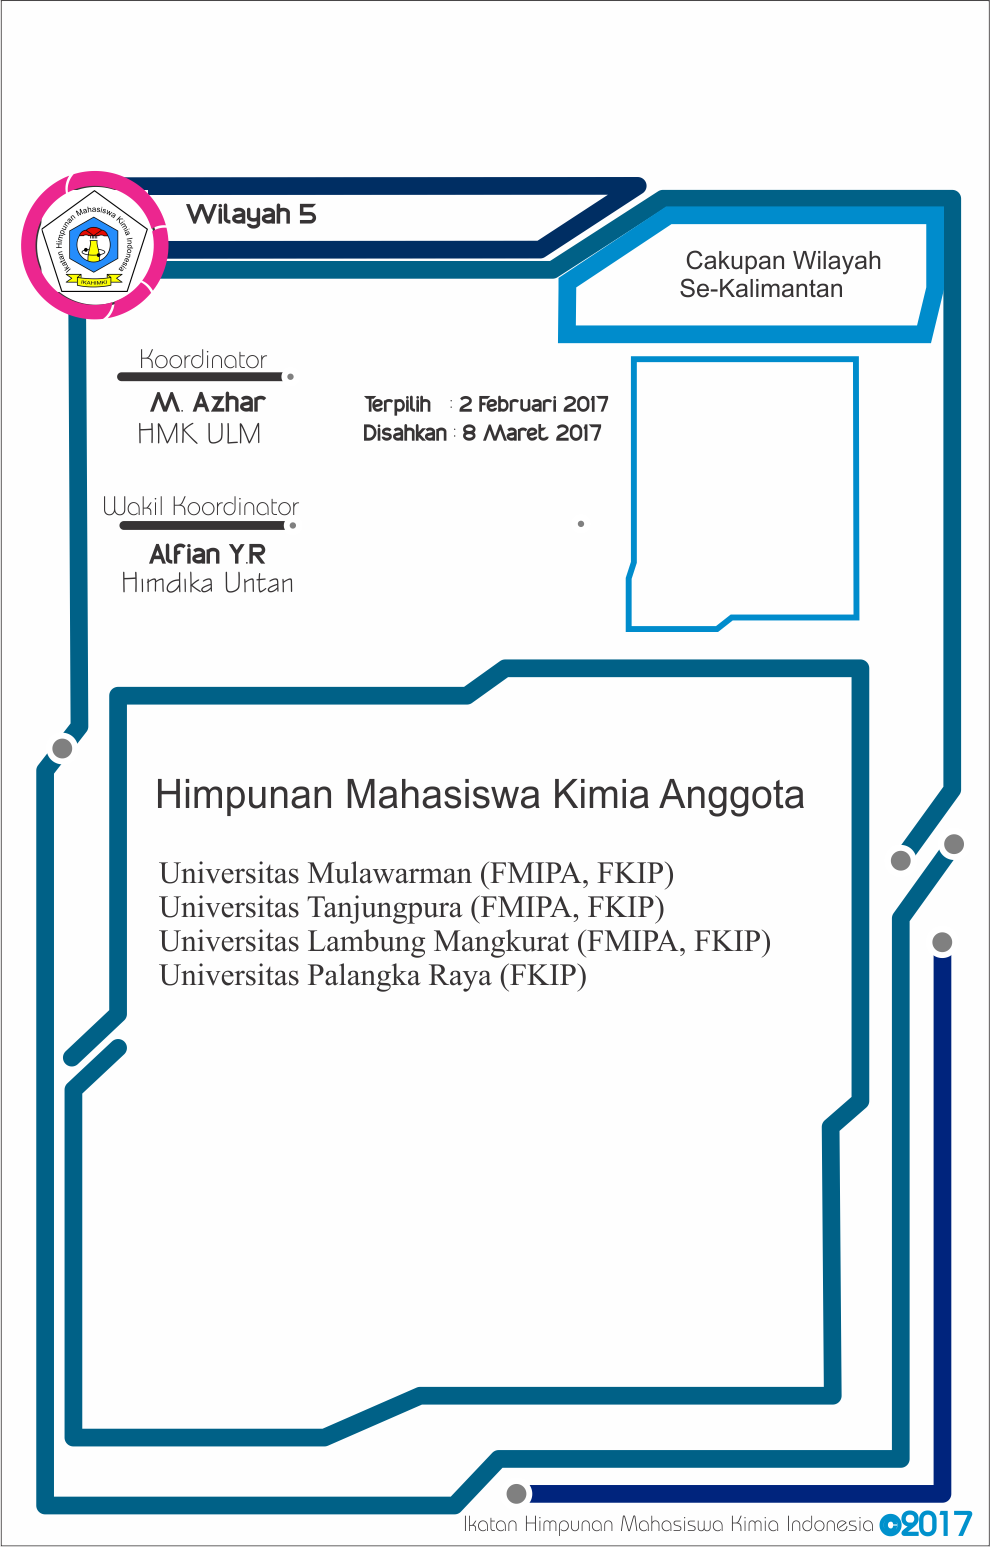 Ikatan Himpunan Mahasiswa Kimia Indonesia
IKAHIMKI
Wilayah 5
Cakupan Wilayah
Se-Kalimantan
Koordinator
M. Azhar
HMK ULM
Terpilih : 2 Februari 2017
Disahkan : 8 Maret 2017
Wakil Koordinator
Alfian Y.R
Himdika Untan
Himpunan Mahasiswa Kimia Anggota
Universitas Mulawarman (FMIPA, FKIP)
Universitas Tanjungpura (FMIPA, FKIP)
Universitas Lambung Mangkurat (FMIPA, FKIP)
Universitas Palangka Raya (FKIP)
Ikatan Himpunan Mahasiswa Kimia Indonesia ©2017